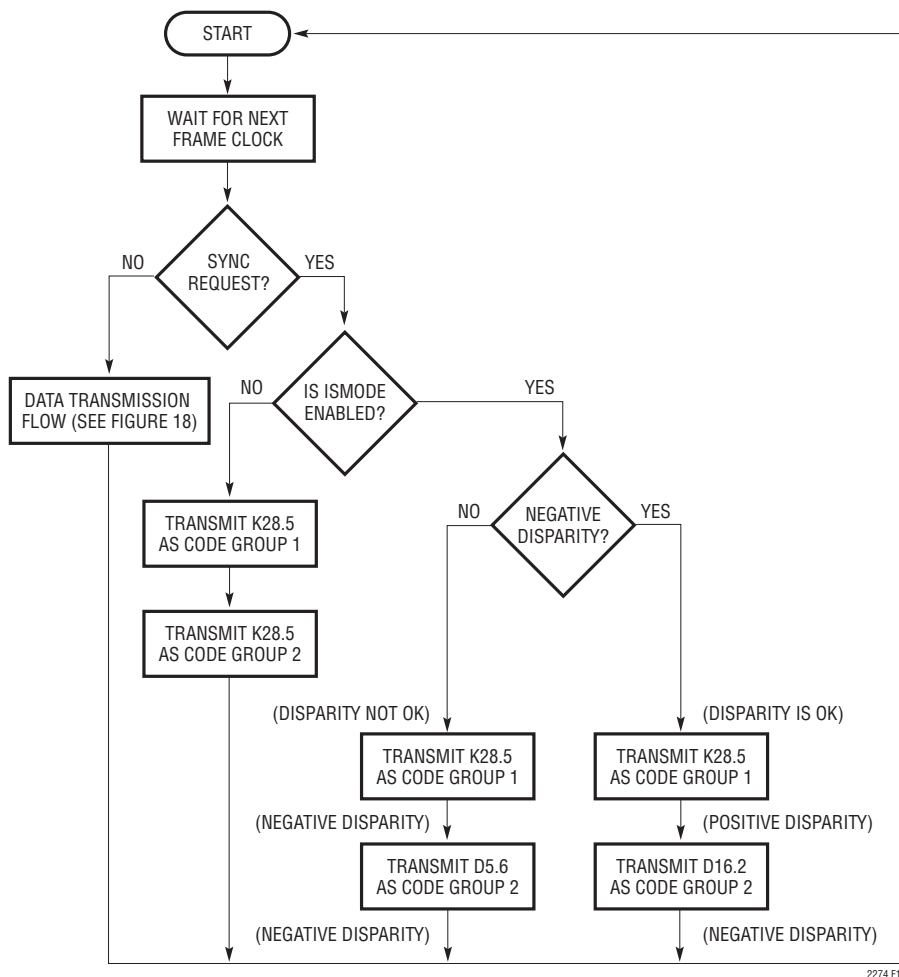 START
WAIT FOR NEXT
FRAME CLOCK
SYNC
REQUEST?
NO
YES
DATA TRANSMISSION
FLOW (SEE FIGURE 18)
IS ISMODE
ENABLED?
NO
YES
TRANSMIT K28.5
AS CODE GROUP 1
TRANSMIT K28.5
AS CODE GROUP 2
NEGATIVE
DISPARITY?
NO
YES
(DISPARITY NOT OK)
TRANSMIT K28.5
AS CODE GROUP 1
(NEGATIVE DISPARITY)
TRANSMIT D5.6
AS CODE GROUP 2
(NEGATIVE DISPARITY)
(DISPARITY IS OK)
TRANSMIT K28.5
AS CODE GROUP 1
(POSITIVE DISPARITY)
TRANSMIT D16.2
AS CODE GROUP 2
(NEGATIVE DISPARITY)
2274